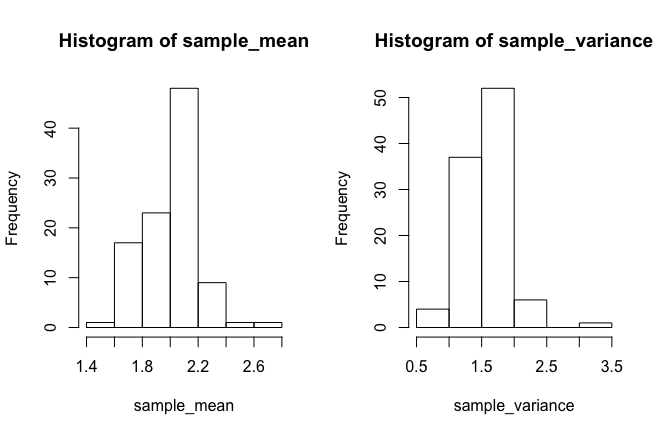 Histogram of sample_mean
Frequency
0 10 20 30 40
1.4 1.8 2.2 2.6
sample_mean
Histogram of sample_variance
Frequency
0 10 20 30 40 50
0.5 1.5 2.5 3.5
sample_variance